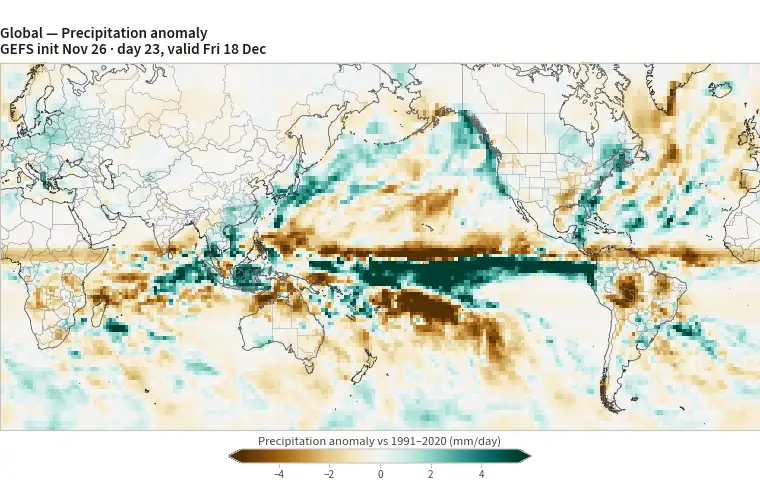 Global — Precipitation anomaly
GEFS init Nov 26 · day 23, valid Fri 18 Dec
Precipitation anomaly vs 1991–2020 (mm/day)
−4 −2 0 2 4